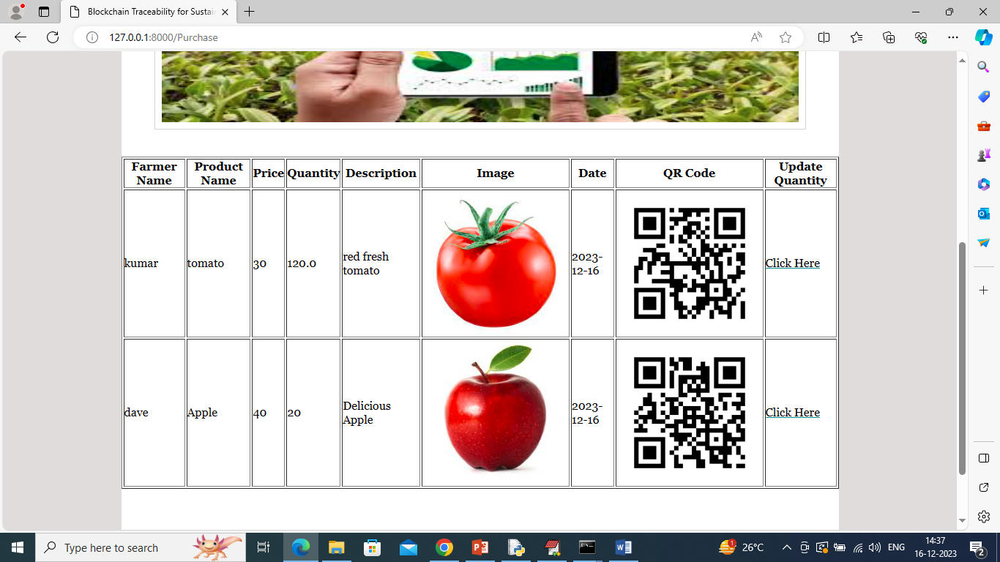 Blockchain Traceability for Sustai
127.0.0.1:8000/Purchase
Farmer Name
Product Name
Price
Quantity
Description
Image
Date
QR Code
Update Quantity
kumar
tomato
30
120.0
red fresh
tomato
2023-
12-16
Click Here
dave
Apple
40
20
Delicious
Apple
2023-
12-16
Click Here
Type here to search
26°C
ENG
14:37
16-12-2023
2